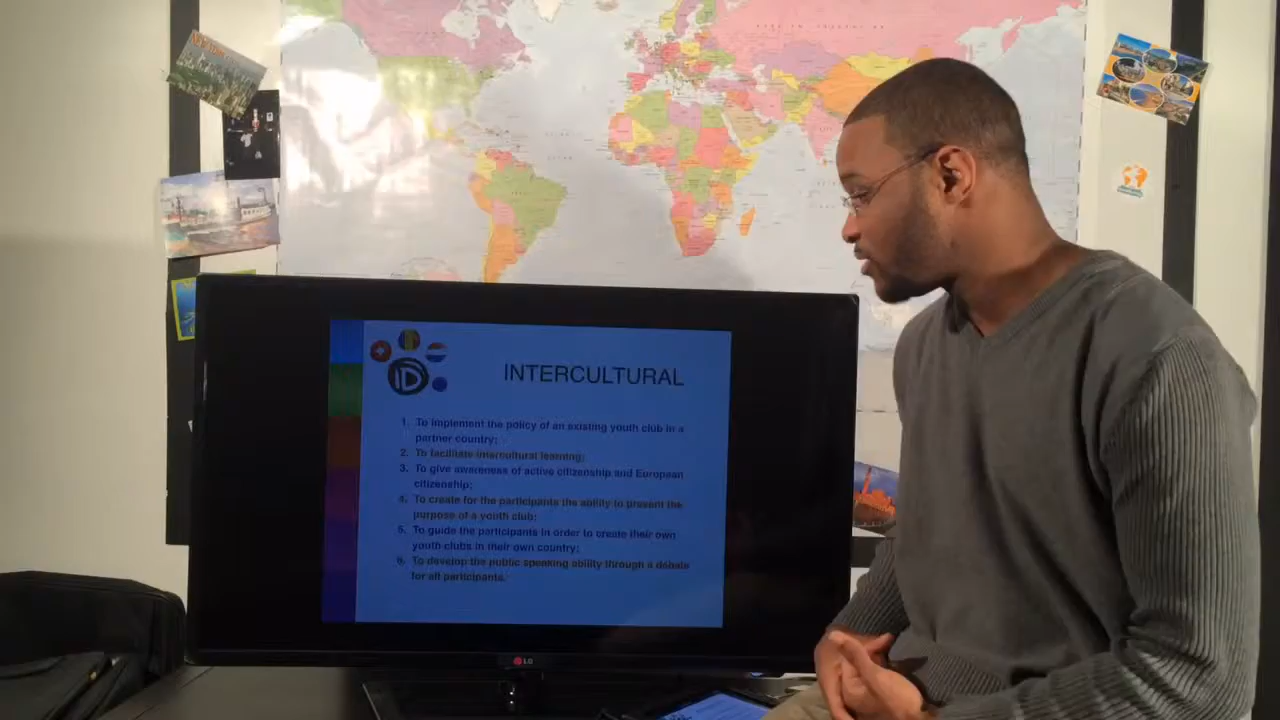 INTERCULTURAL
1. To implement the policy of an existing youth club in a
partner country;
2. To facilitate intercultural learning;
3. To give awareness of active citizenship and European
citizenship;
4. To create for the participants the ability to present the
purpose of a youth club;
5. To guide the participants in order to create their own
youth clubs in their own country;
6. To develop the public speaking ability through a debate
for all participants.
ID
LG